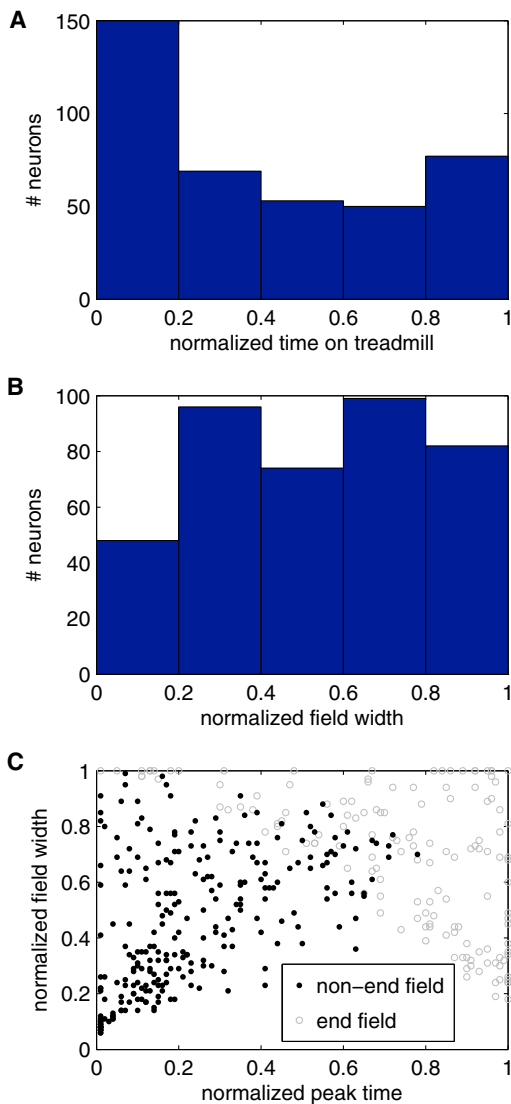 A
150
100
50
0
# neurons
0 0.2 0.4 0.6 0.8 1
normalized time on treadmill
B
100
80
60
40
20
0
# neurons
0 0.2 0.4 0.6 0.8 1
normalized field width
C
1
0.8
0.6
0.4
0.2
0
normalized field width
non−end field
end field
0 0.2 0.4 0.6 0.8 1
normalized peak time